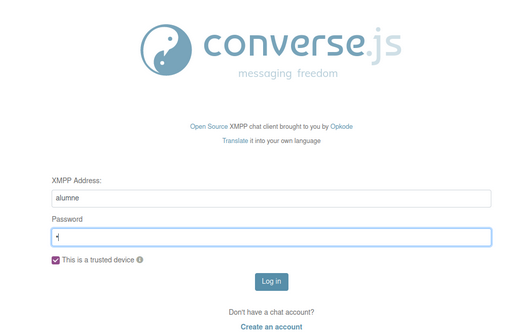 converse.js
messaging freedom
Open Source XMPP chat client brought to you by Opkode
Translate it into your own language
XMPP Address:
alumne
Password
•
This is a trusted device
Log in
Don't have a chat account?
Create an account